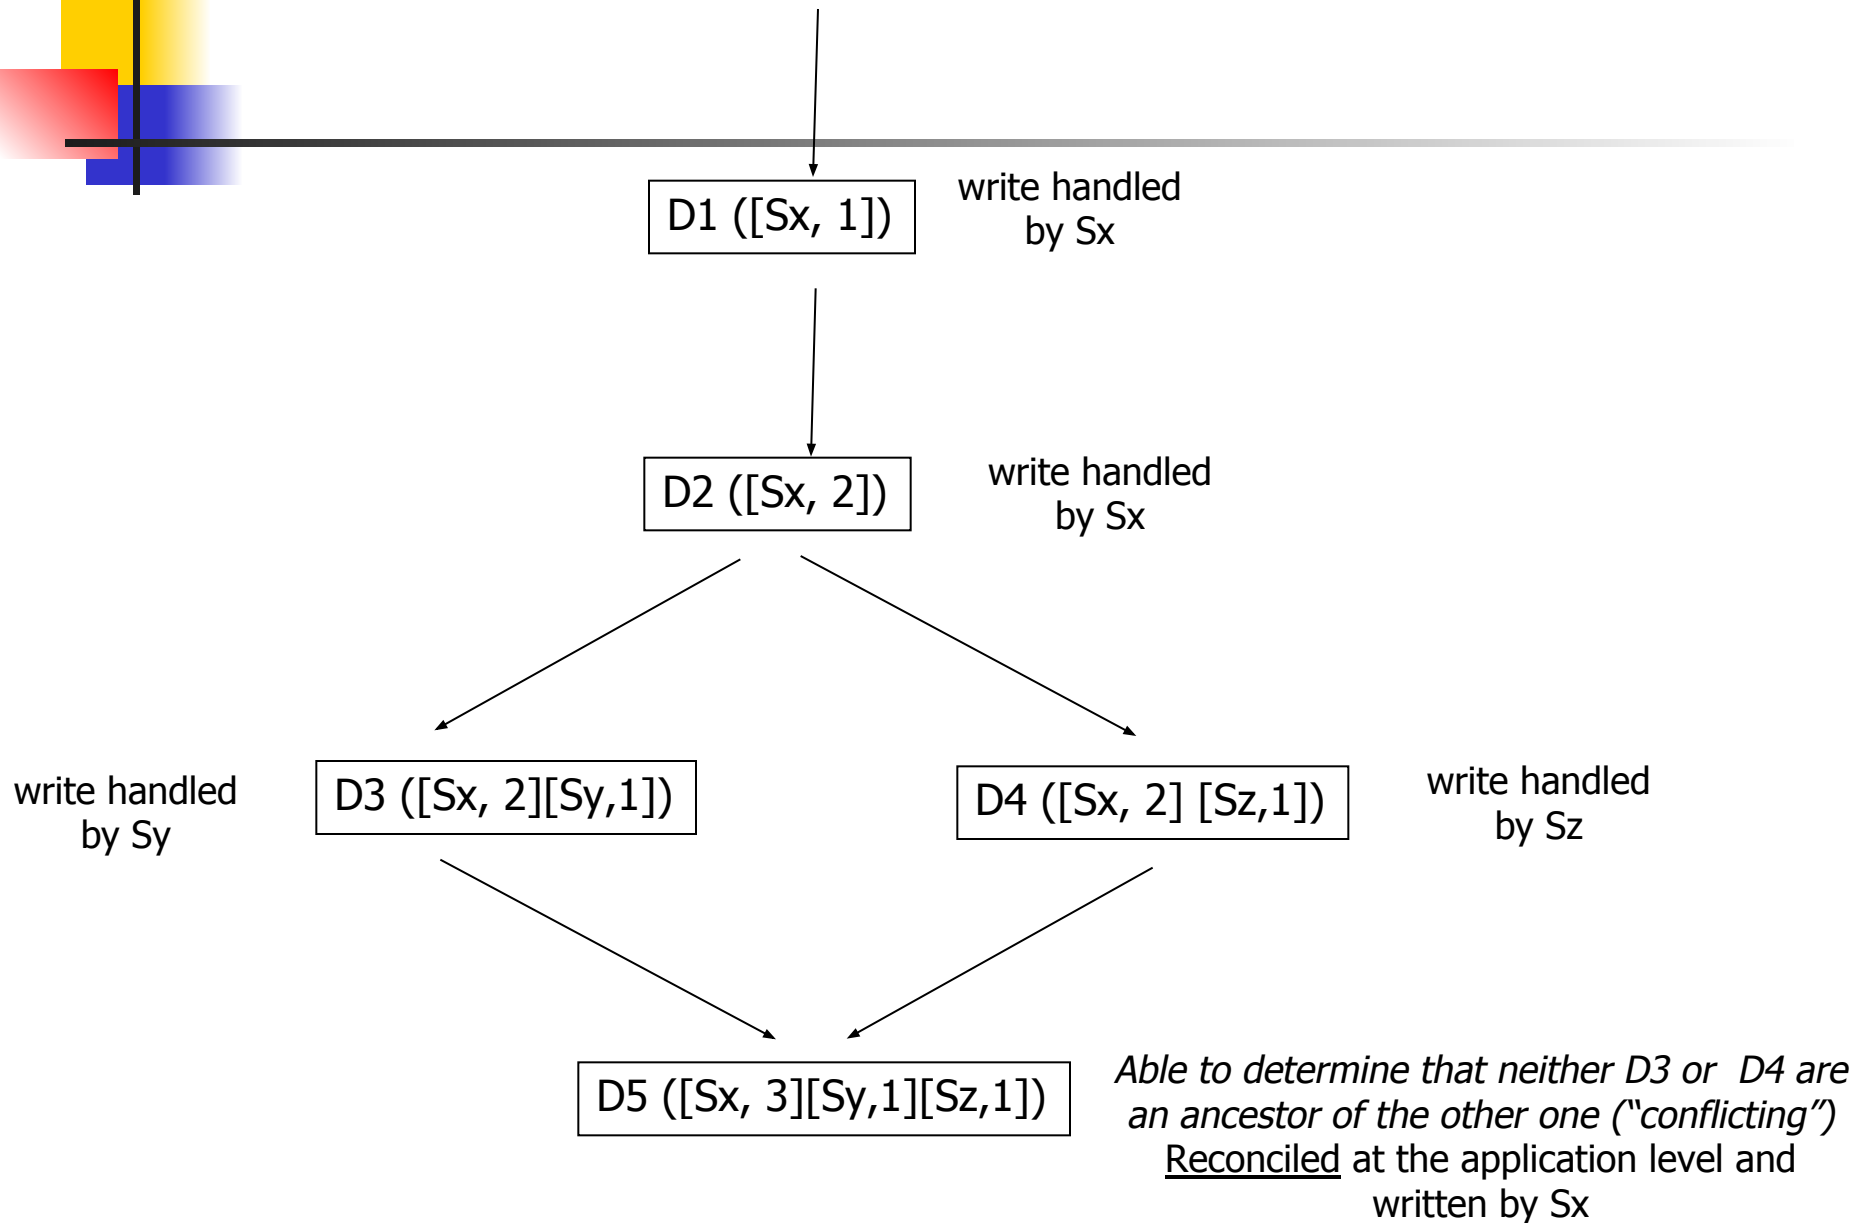 D1 ([Sx, 1])
write handled
by Sx
D2 ([Sx, 2])
write handled
by Sx
write handled
by Sy
D3 ([Sx, 2][Sy,1])
D4 ([Sx, 2] [Sz,1])
write handled
by Sz
D5 ([Sx, 3][Sy,1][Sz,1])
Able to determine that neither D3 or  D4 are
an ancestor of the other one (“conflicting”)
Reconciled at the application level and
written by Sx